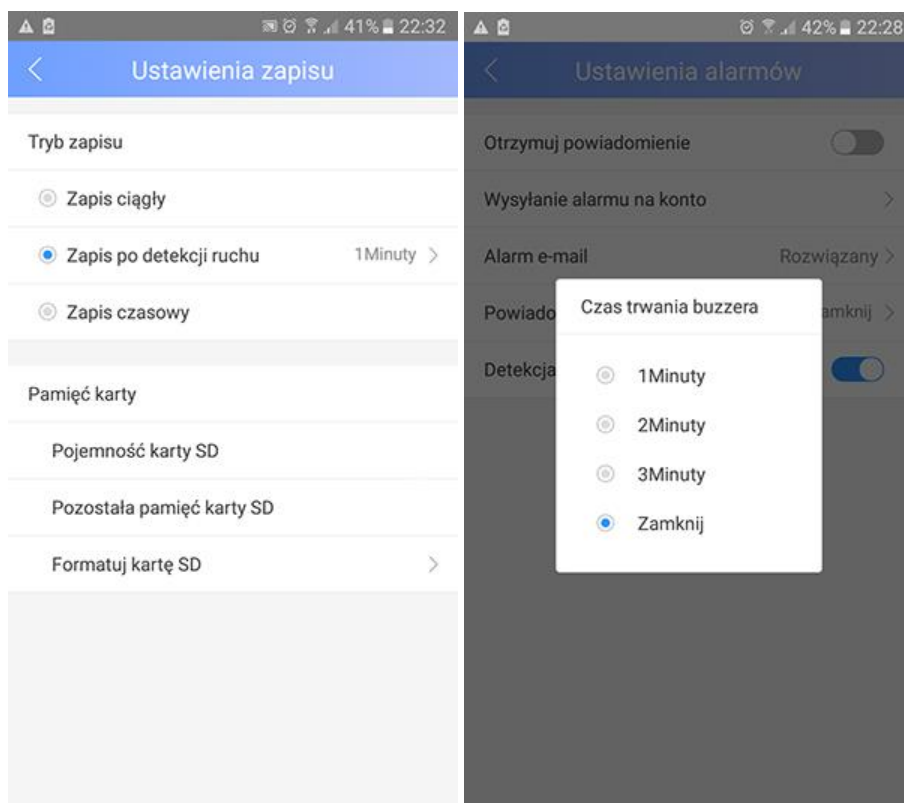 41% 22:32
Ustawienia zapisu
Tryb zapisu
Zapis ciągły
Zapis po detekcji ruchu 1Minuty
Zapis czasowy
Pamięć karty
Pojemność karty SD
Pozostała pamięć karty SD
Formatuj kartę SD
42% 22:28
Ustawienia alarmów
Otrzymuj powiadomienie
Wysyłanie alarmu na konto
Alarm e-mail Rozwiązany
Powiado amknij
Detekcja
Czas trwania buzzera
1Minuty
2Minuty
3Minuty
Zamknij